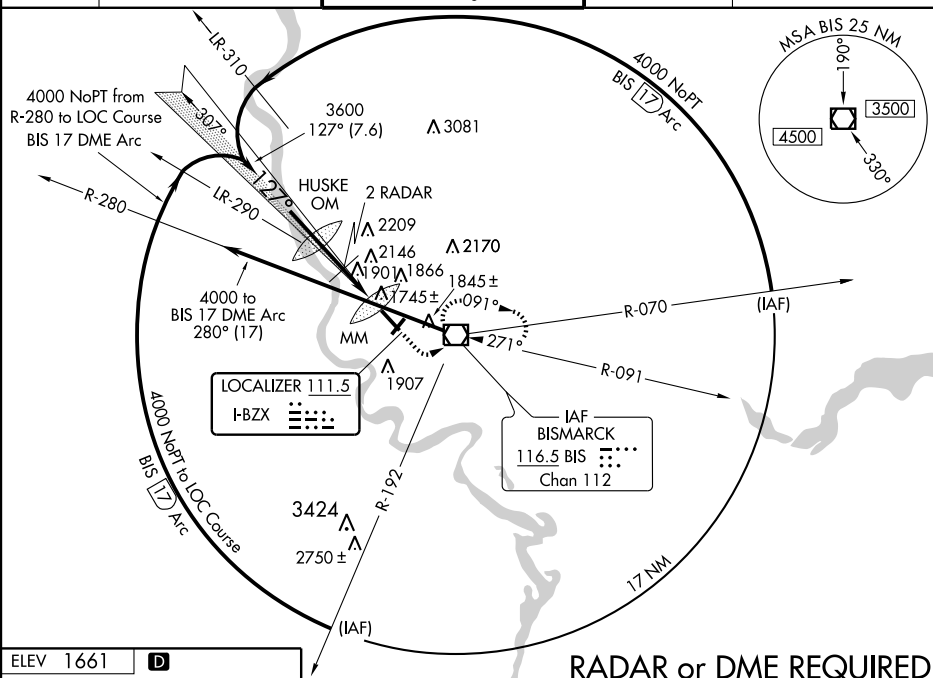 LR-310
4000 NoPT from
R-280 to LOC Course
BIS 17 DME Arc
307°
3600
127° (7.6)
3081
4000 NoPT
BIS 17 Arc
MSA BIS 25 NM
190°
4500
3500
330°
127°
HUSKE
OM
2 RADAR
R-280
LR-290
2209
2146
2170
1901
1866
1745±
1845±
091°
4000 to
BIS 17 DME Arc
280° (17)
MM
271°
R-070
(IAF)
R-091
1907
LOCALIZER 111.5
I-BZX
IAF
BISMARCK
116.5 BIS
Chan 112
4000 NoPT to LOC Course
BIS 17 Arc
R-192
3424
2750 ±
17 NM
(IAF)
ELEV 1661
D
RADAR or DME REQUIRED